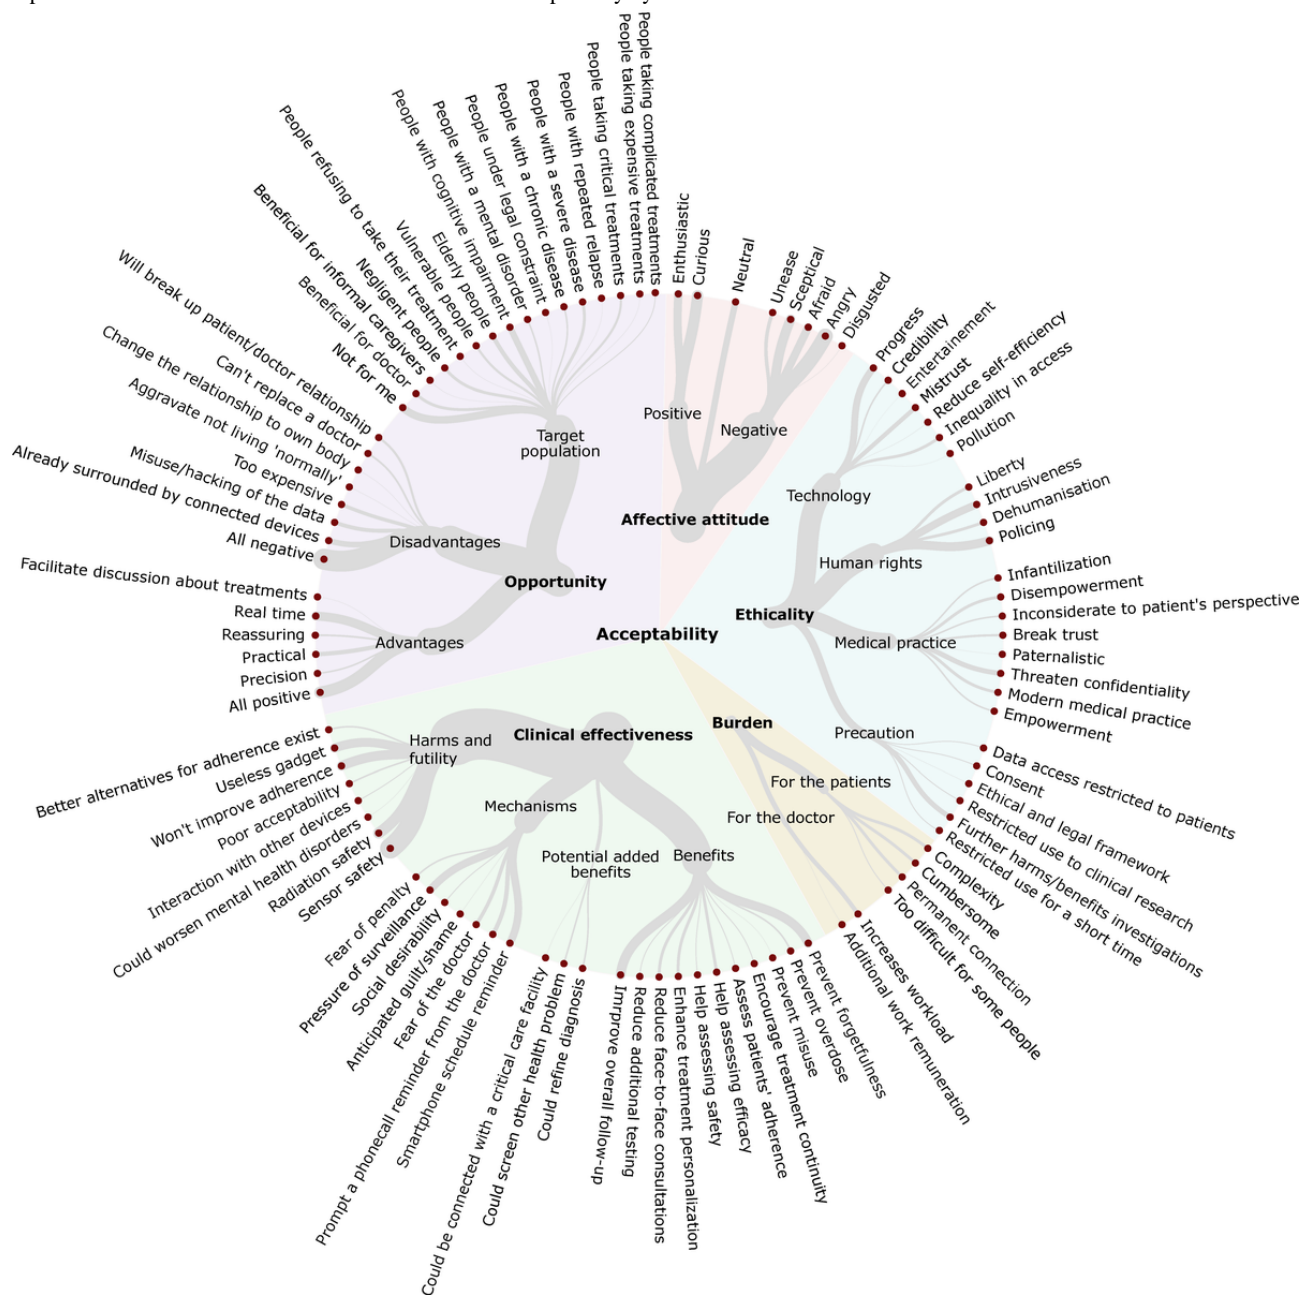 Acceptability
Affective attitude
Positive
Enthusiastic
Curious
Neutral
Negative
Unease
Sceptical
Afraid
Angry
Disgusted
Ethicality
Technology
Progress
Credibility
Entertainement
Mistrust
Reduce self-efficiency
Inequality in access
Pollution
Human rights
Liberty
Intrusiveness
Dehumanisation
Policing
Medical practice
Infantilization
Disempowerment
Inconsiderate to patient's perspective
Break trust
Paternalistic
Threaten confidentiality
Modern medical practice
Empowerment
Precaution
Data access restricted to patients
Consent
Ethical and legal framework
Restricted use to clinical research
Further harms/benefits investigations
Restricted use for a short time
Burden
For the patients
Complexity
Cumbersome
Permanent connection
Too difficult for some people
For the doctor
Increases workload
Additional work remuneration
Clinical effectiveness
Benefits
Prevent forgetfulness
Prevent overdose
Prevent misuse
Encourage treatment continuity
Assess patients' adherence
Help assessing efficacy
Help assessing safety
Enhance treatment personalization
Reduce face-to-face consultations
Reduce additional testing
Imrprove overall follow-up
Potential added
benefits
Could refine diagnosis
Could screen other health problem
Could be connected with a critical care facility
Mechanisms
Smartphone schedule reminder
Prompt a phonecall reminder from the doctor
Fear of the doctor
Anticipated guilt/shame
Social desirability
Pressure of surveillance
Fear of penalty
Harms and
futility
Sensor safety
Radiation safety
Could worsen mental health disorders
Interaction with other devices
Poor acceptability
Won't improve adherence
Useless gadget
Better alternatives for adherence exist
Opportunity
Advantages
All positive
Precision
Practical
Reassuring
Real time
Facilitate discussion about treatments
Disadvantages
All negative
Already surrounded by connected devices
Misuse/hacking of the data
Too expensive
Aggravate not living 'normally'
Change the relationship to own body
Can't replace a doctor
Will break up patient/doctor relationship
Target
population
Not for me
Beneficial for doctor
Beneficial for informal caregivers
Negligent people
People refusing to take their treatment
Vulnerable people
Elderly people
People with cognitive impairment
People with a mental disorder
People under legal constraint
People with a chronic disease
People with a severe disease
People with repeated relapse
People taking critical treatments
People taking expensive treatments
People taking complicated treatments